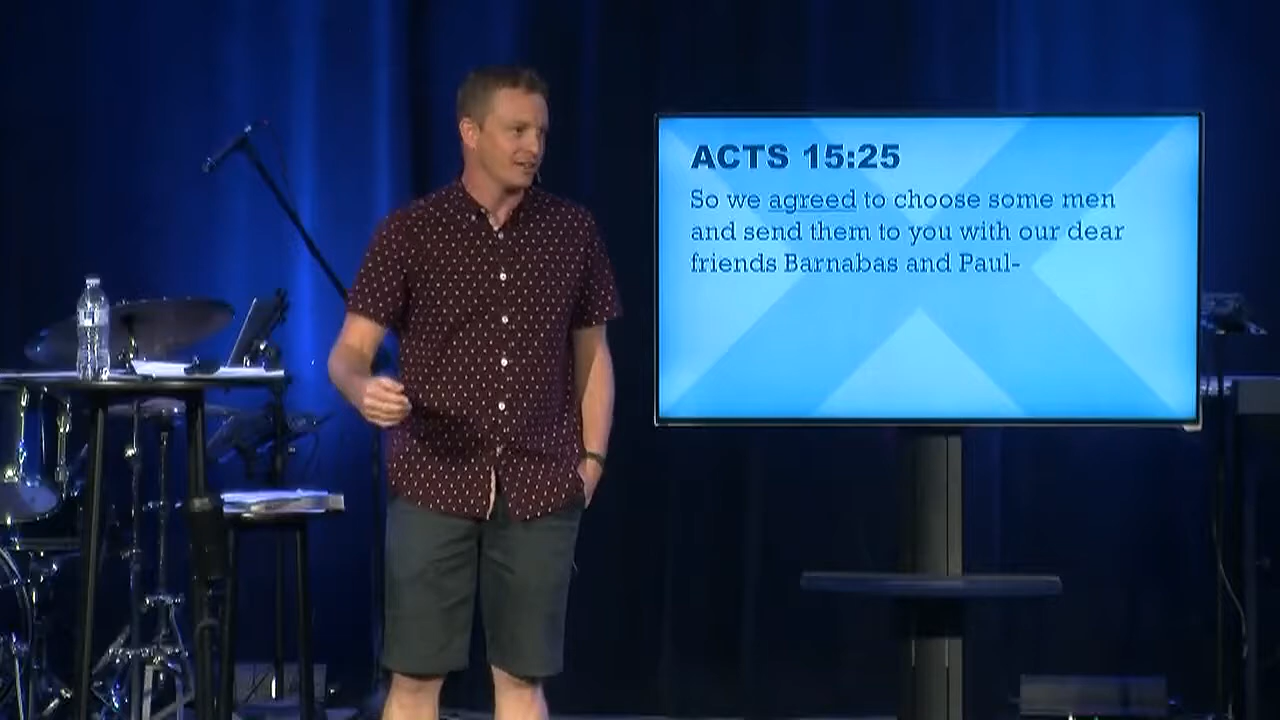 ACTS 15:25
So we agreed to choose some men
and send them to you with our dear
friends Barnabas and Paul-